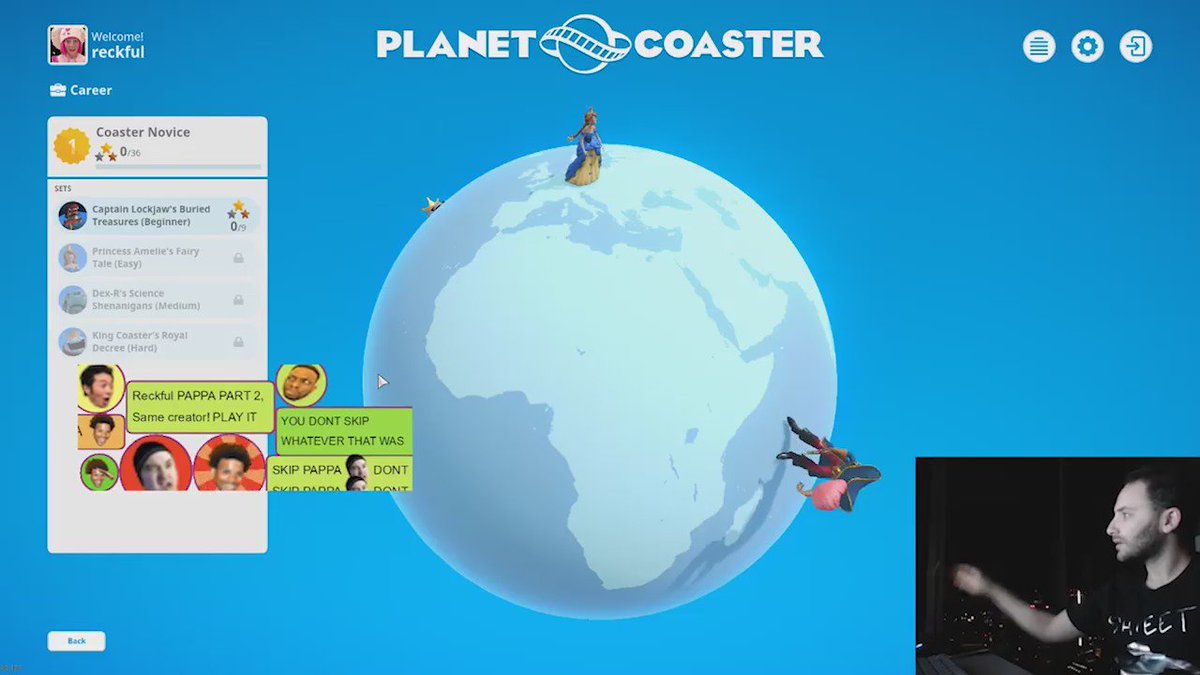 Welcome!
reckful
PLANET COASTER
Career
1
Coaster Novice
0/36
SETS
Captain Lockjaw's Buried
Treasures (Beginner)
0/9
Princess Amelie's Fairy
Tale (Easy)
Dex-R's Science
Shenanigans (Medium)
King Coaster's Royal
Decree (Hard)
Reckful PAPPA PART 2,
Same creator! PLAY IT
YOU DONT SKIP
WHATEVER THAT WAS
SKIP PAPPA DONT
SKIP PAPPA DONT
Back